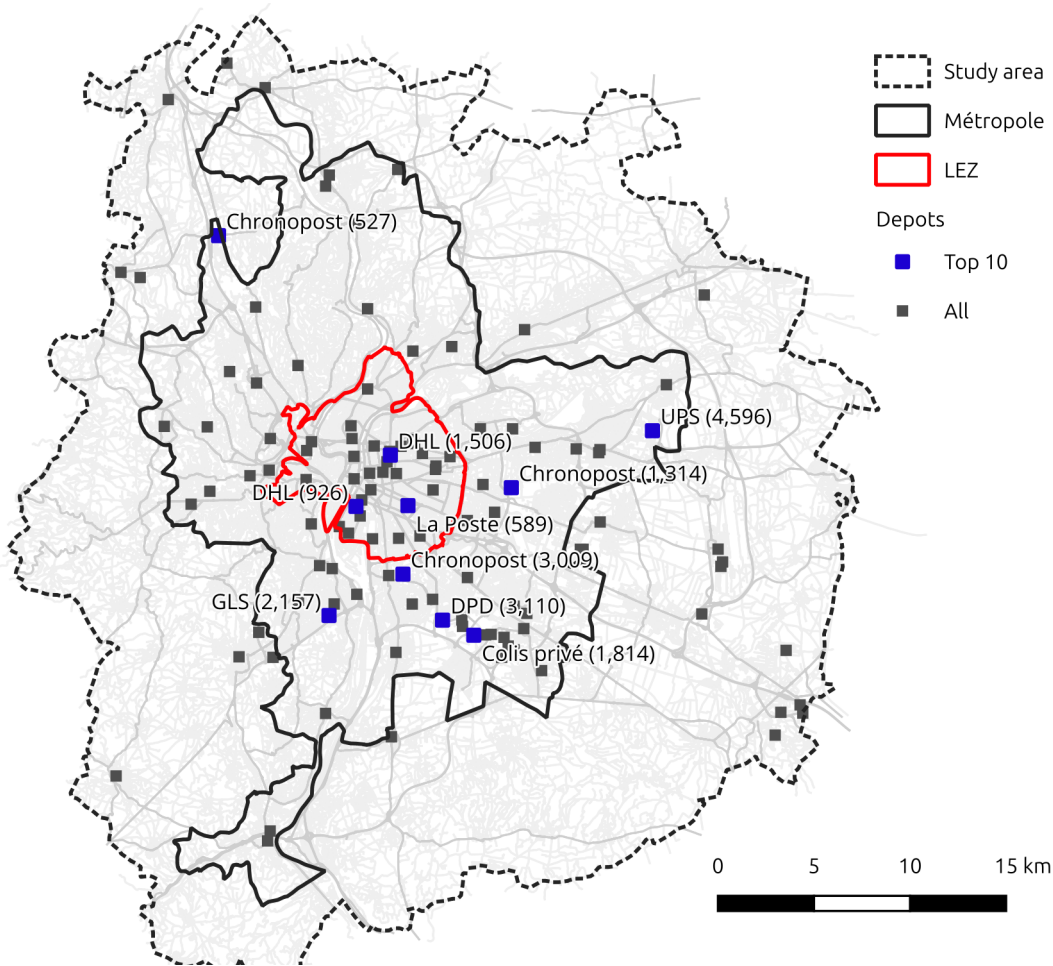 Study area
Métropole
LEZ
Depots
Top 10
All
Chronopost (527)
UPS (4,596)
DHL (1,506)
Chronopost (1,314)
DHL (926)
La Poste (589)
Chronopost (3,009)
GLS (2,157)
DPD (3,110)
Colis privé (1,814)
0 5 10 15 km